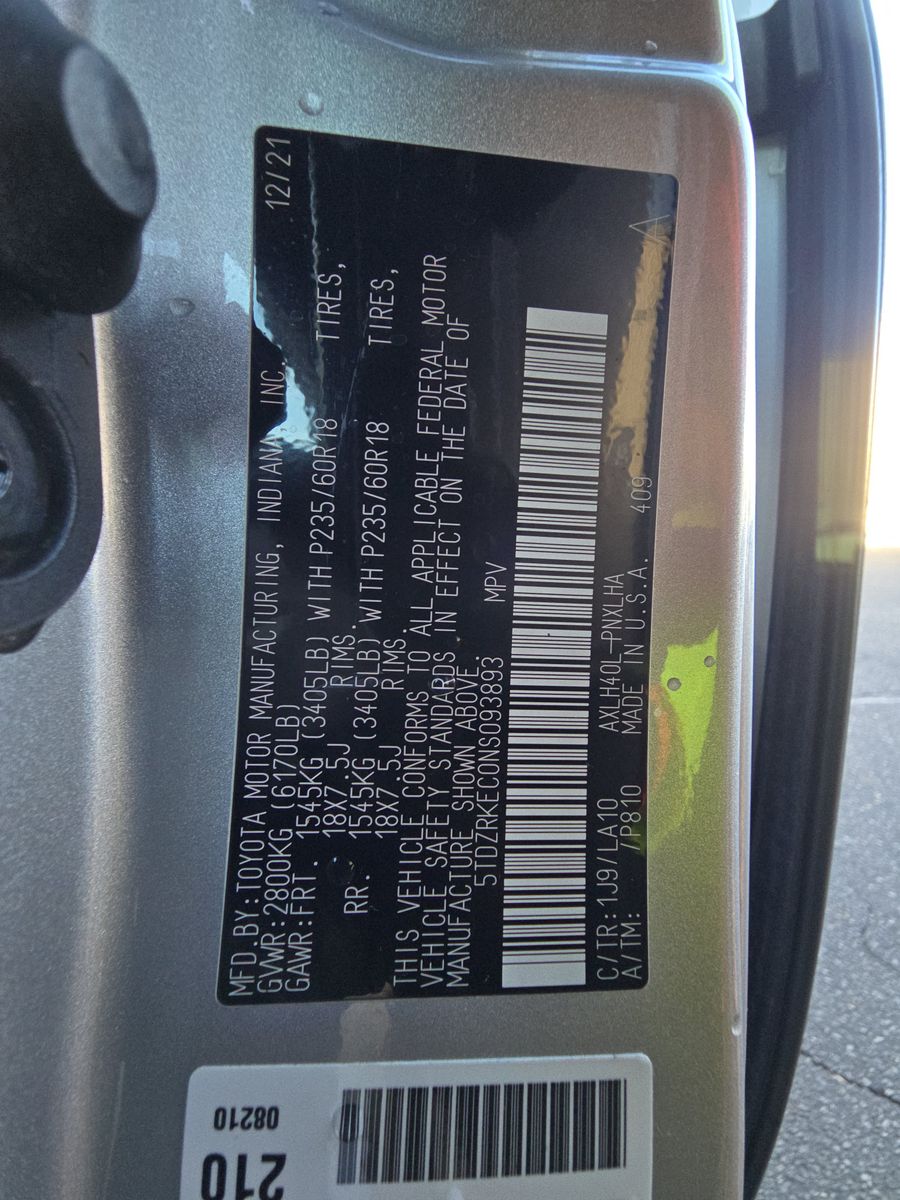 MFD.BY:TOYOTA MOTOR MANUFACTURING, INDIANA, INC. 12/21
GVWR:2800KG (6170LB)
GAWR:FRT. 1545KG (3405LB) WITH P235/60R18 TIRES,
18X7.5J RIMS.
RR. 1545KG (3405LB) WITH P235/60R18 TIRES,
18X7.5J RIMS.
THIS VEHICLE CONFORMS TO ALL APPLICABLE FEDERAL MOTOR
VEHICLE SAFETY STANDARDS IN EFFECT ON THE DATE OF
MANUFACTURE SHOWN ABOVE.
5TDZRKEC0NS093893 MPV
C/TR:1J9/LA10 AXLH40L-PNXLHA
A/TM: /P810 MADE IN U.S.A. 409
08210
210